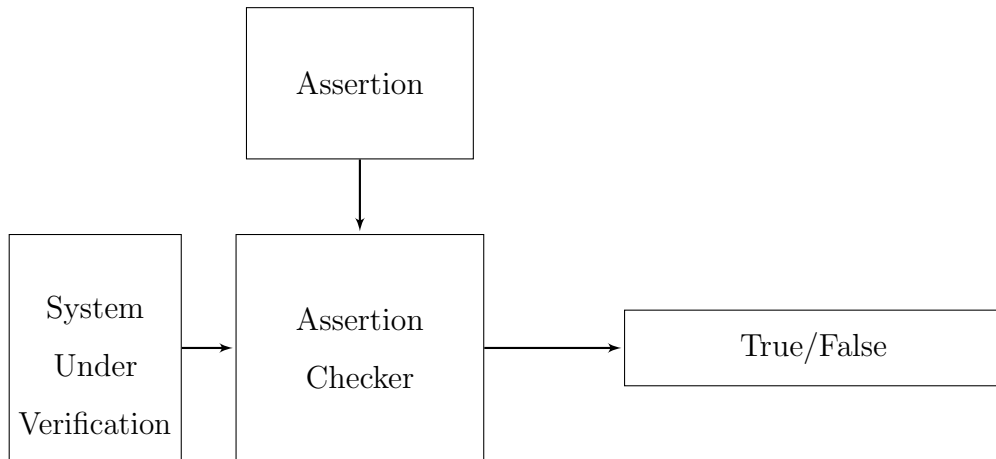 Assertion
System
Under
Verification
Assertion
Checker
True/False